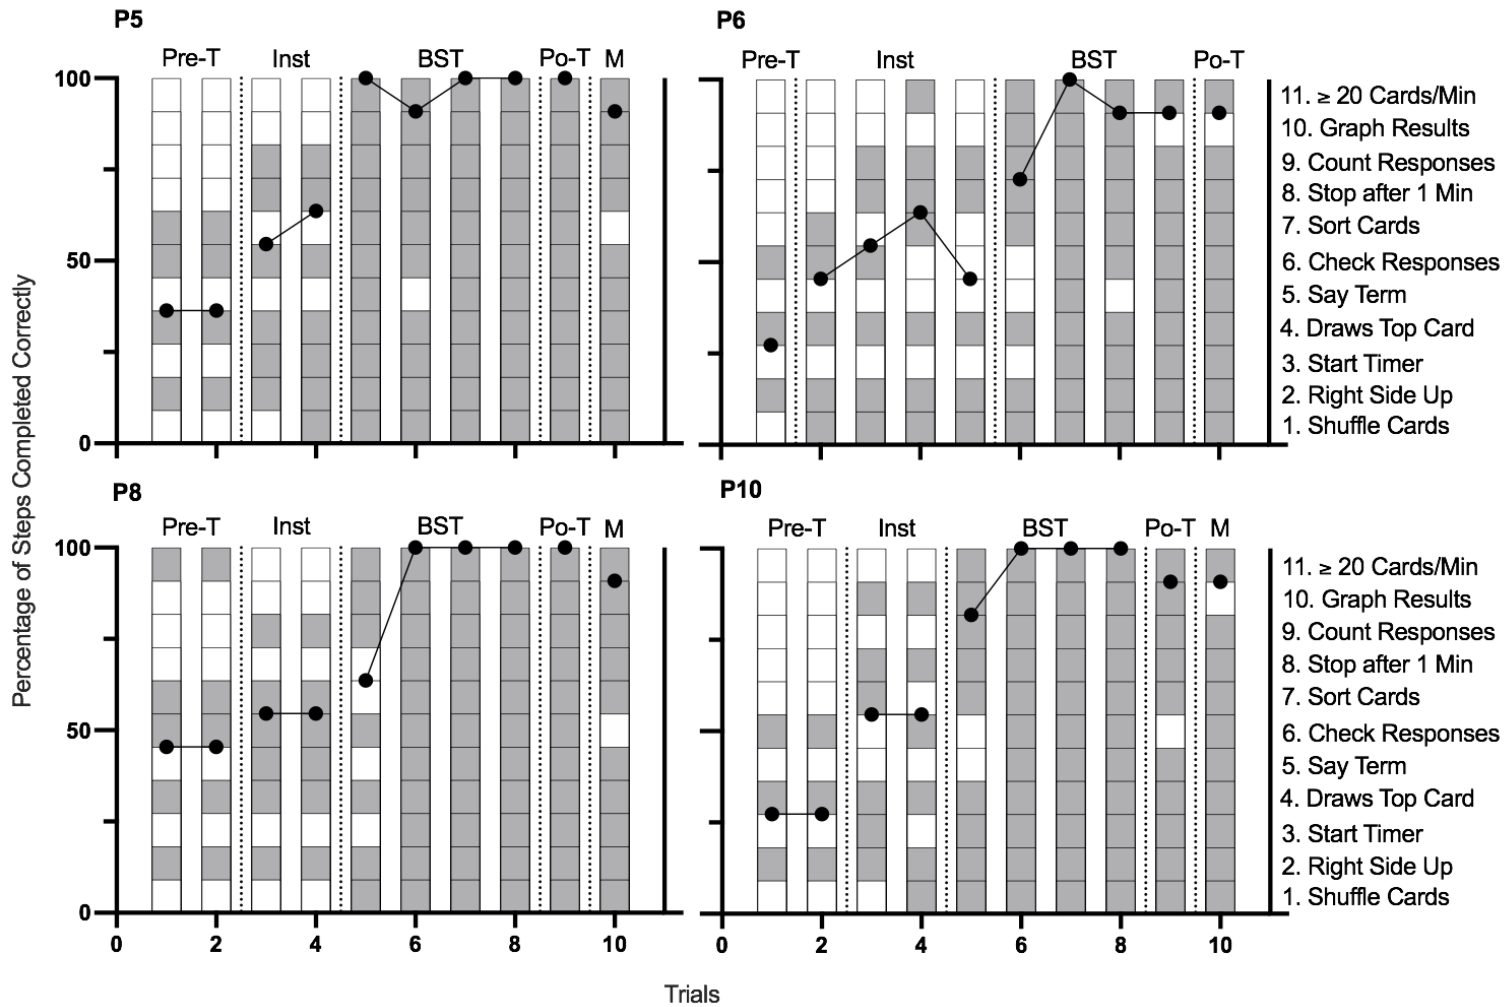 P5
P6
Pre-T Inst BST Po-T M
Pre-T Inst BST Po-T
100
50
0
11. ≥ 20 Cards/Min
10. Graph Results
9. Count Responses
8. Stop after 1 Min
7. Sort Cards
6. Check Responses
5. Say Term
4. Draws Top Card
3. Start Timer
2. Right Side Up
1. Shuffle Cards
Percentage of Steps Completed Correctly
P8
P10
Pre-T Inst BST Po-T M
Pre-T Inst BST Po-T M
100
50
0
11. ≥ 20 Cards/Min
10. Graph Results
9. Count Responses
8. Stop after 1 Min
7. Sort Cards
6. Check Responses
5. Say Term
4. Draws Top Card
3. Start Timer
2. Right Side Up
1. Shuffle Cards
0 2 4 6 8 10
0 2 4 6 8 10
Trials